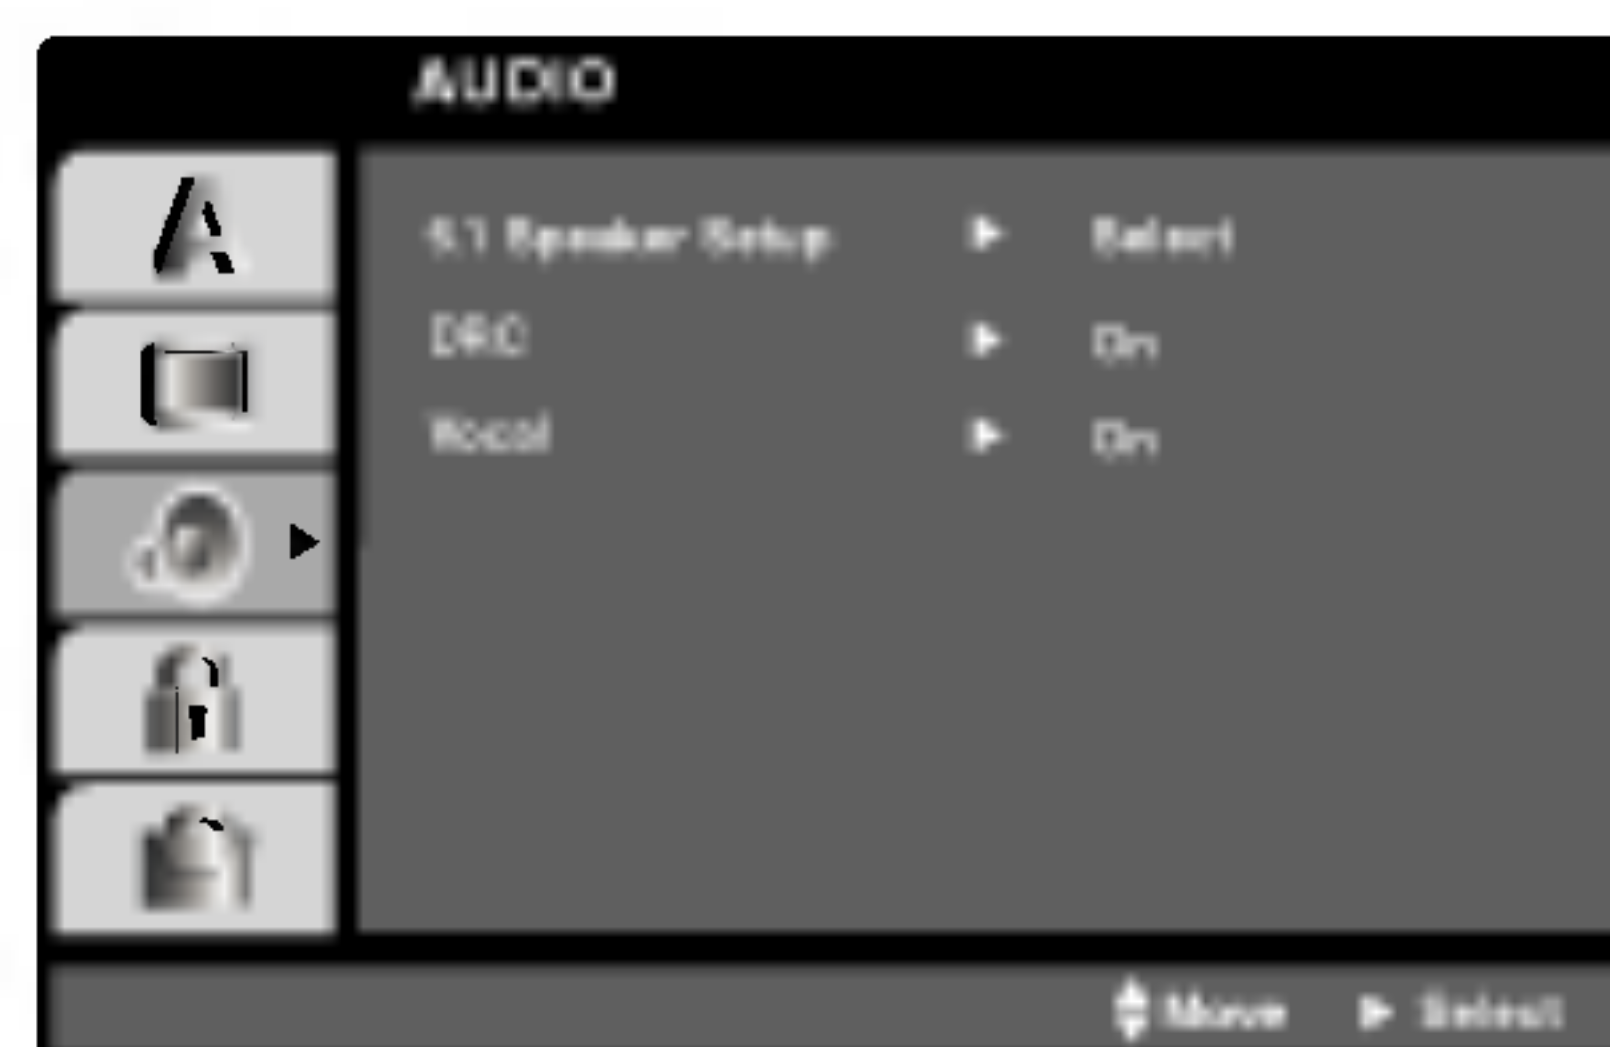 AUDIO
A
5.1 Speaker Setup ▶ Select
DRC ▶ On
Vocal ▶ On
Move ▶ Select